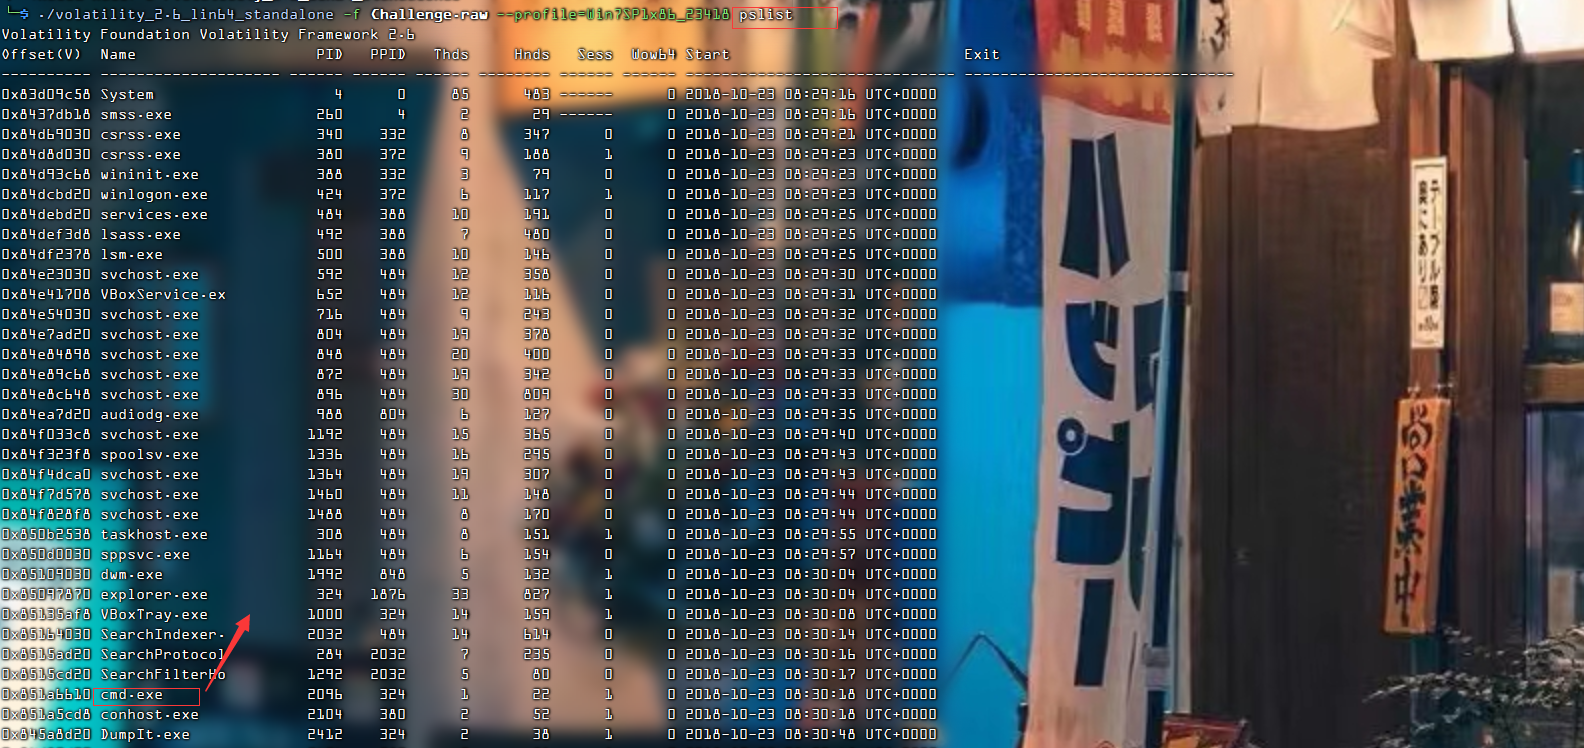 └─$ ./volatility_2.6_lin64_standalone -f Challenge.raw --profile=Win7SP1x86_23418 pslist
Volatility Foundation Volatility Framework 2.6
Offset(V) Name PID PPID Thds Hnds Sess Wow64 Start Exit
---------- -------------------- ------ ------ ------ -------- ------ ------ ------------------------------ ------------------------------
0x83d09c58 System 4 0 85 483 ------ 0 2018-10-23 08:29:16 UTC+0000
0x8437db18 smss.exe 260 4 2 29 ------ 0 2018-10-23 08:29:16 UTC+0000
0x84d69030 csrss.exe 340 332 8 347 0 0 2018-10-23 08:29:21 UTC+0000
0x84d8d030 csrss.exe 380 372 9 188 1 0 2018-10-23 08:29:23 UTC+0000
0x84d93c68 wininit.exe 388 332 3 79 0 0 2018-10-23 08:29:23 UTC+0000
0x84dcbd20 winlogon.exe 424 372 6 117 1 0 2018-10-23 08:29:23 UTC+0000
0x84debd20 services.exe 484 388 10 191 0 0 2018-10-23 08:29:25 UTC+0000
0x84def3d8 lsass.exe 492 388 7 480 0 0 2018-10-23 08:29:25 UTC+0000
0x84df2378 lsm.exe 500 388 10 146 0 0 2018-10-23 08:29:25 UTC+0000
0x84e23030 svchost.exe 592 484 12 358 0 0 2018-10-23 08:29:30 UTC+0000
0x84e41708 VBoxService.ex 652 484 12 116 0 0 2018-10-23 08:29:31 UTC+0000
0x84e54030 svchost.exe 716 484 9 243 0 0 2018-10-23 08:29:32 UTC+0000
0x84e7ad20 svchost.exe 804 484 19 378 0 0 2018-10-23 08:29:32 UTC+0000
0x84e84898 svchost.exe 848 484 20 400 0 0 2018-10-23 08:29:33 UTC+0000
0x84e89c68 svchost.exe 872 484 19 342 0 0 2018-10-23 08:29:33 UTC+0000
0x84e8c648 svchost.exe 896 484 30 809 0 0 2018-10-23 08:29:33 UTC+0000
0x84ea7d20 audiodg.exe 988 804 6 127 0 0 2018-10-23 08:29:35 UTC+0000
0x84f033c8 svchost.exe 1192 484 15 365 0 0 2018-10-23 08:29:40 UTC+0000
0x84f323f8 spoolsv.exe 1336 484 16 295 0 0 2018-10-23 08:29:43 UTC+0000
0x84f4dca0 svchost.exe 1364 484 19 307 0 0 2018-10-23 08:29:43 UTC+0000
0x84f7d578 svchost.exe 1460 484 11 148 0 0 2018-10-23 08:29:44 UTC+0000
0x84f828f8 svchost.exe 1488 484 8 170 0 0 2018-10-23 08:29:44 UTC+0000
0x850b2538 taskhost.exe 308 484 8 151 1 0 2018-10-23 08:29:55 UTC+0000
0x850d0030 sppsvc.exe 1164 484 6 154 0 0 2018-10-23 08:29:57 UTC+0000
0x85109030 dwm.exe 1992 848 5 132 1 0 2018-10-23 08:30:04 UTC+0000
0x85097870 explorer.exe 324 1876 33 827 1 0 2018-10-23 08:30:04 UTC+0000
0x85135af8 VBoxTray.exe 1000 324 14 159 1 0 2018-10-23 08:30:08 UTC+0000
0x85164030 SearchIndexer. 2032 484 14 614 0 0 2018-10-23 08:30:14 UTC+0000
0x8515ad20 SearchProtocol 284 2032 7 235 0 0 2018-10-23 08:30:16 UTC+0000
0x8515cd20 SearchFilterHo 1292 2032 5 80 0 0 2018-10-23 08:30:17 UTC+0000
0x851a6610 cmd.exe 2096 324 1 22 1 0 2018-10-23 08:30:18 UTC+0000
0x851a5cd8 conhost.exe 2104 380 2 52 1 0 2018-10-23 08:30:18 UTC+0000
0x845a8d20 DumpIt.exe 2412 324 2 38 1 0 2018-10-23 08:30:48 UTC+0000
テーブル席
奥にあり